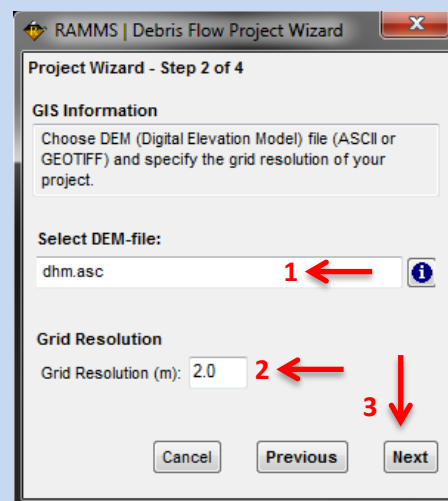 RAMMS | Debris Flow Project Wizard
Project Wizard - Step 2 of 4
GIS Information
Choose DEM (Digital Elevation Model) file (ASCII or
GEOTIFF) and specify the grid resolution of your
project.
Select DEM-file:
dhm.asc 1
Grid Resolution
Grid Resolution (m): 2.0 2
3
Cancel Previous Next